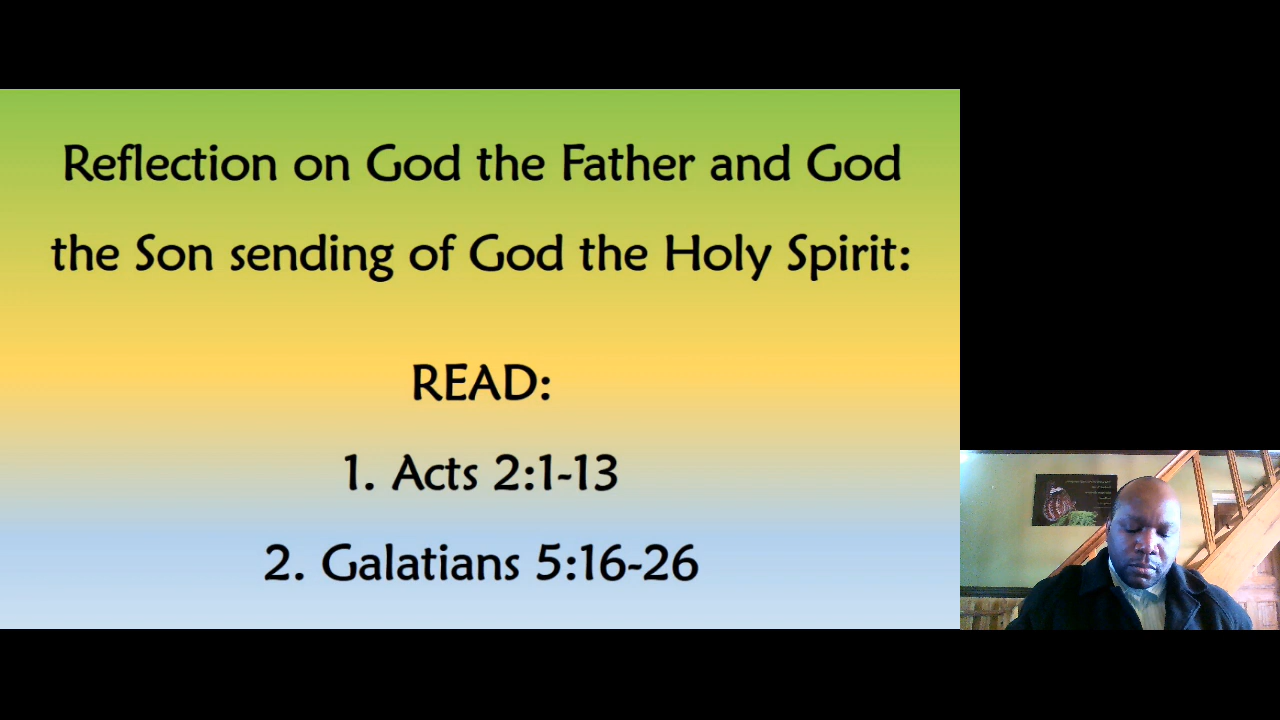 Reflection on God the Father and God
the Son sending of God the Holy Spirit:
READ:
1. Acts 2:1-13
2. Galatians 5:16-26